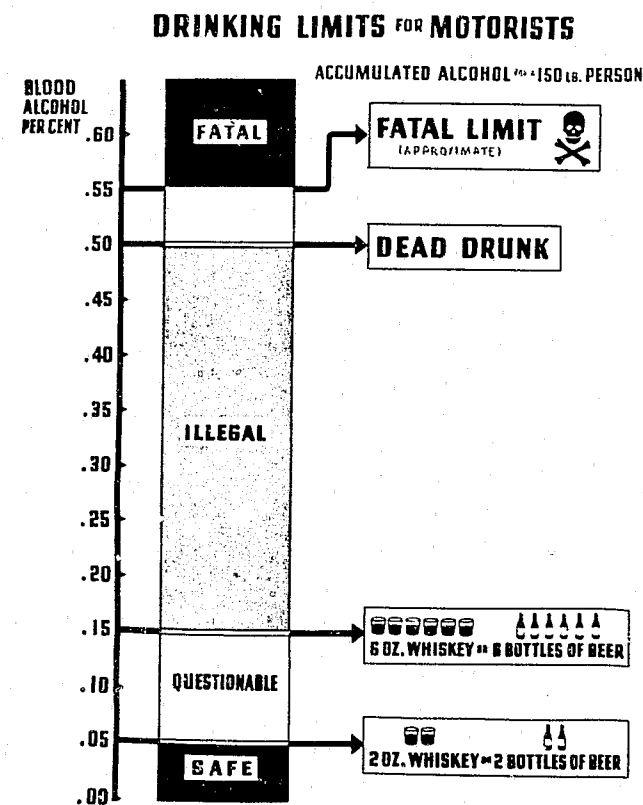 DRINKING LIMITS FOR MOTORISTS
ACCUMULATED ALCOHOL 150 LB. PERSON
BLOOD
ALCOHOL
PER CENT
.60
FATAL
FATAL LIMIT
(APPROXIMATE)
.55
.50
DEAD DRUNK
.45
.40
.35
ILLEGAL
.30
.25
.20
.15
6 OZ. WHISKEY OR 6 BOTTLES OF BEER
.10
QUESTIONABLE
.05
2 OZ. WHISKEY OR 2 BOTTLES OF BEER
SAFE
.00